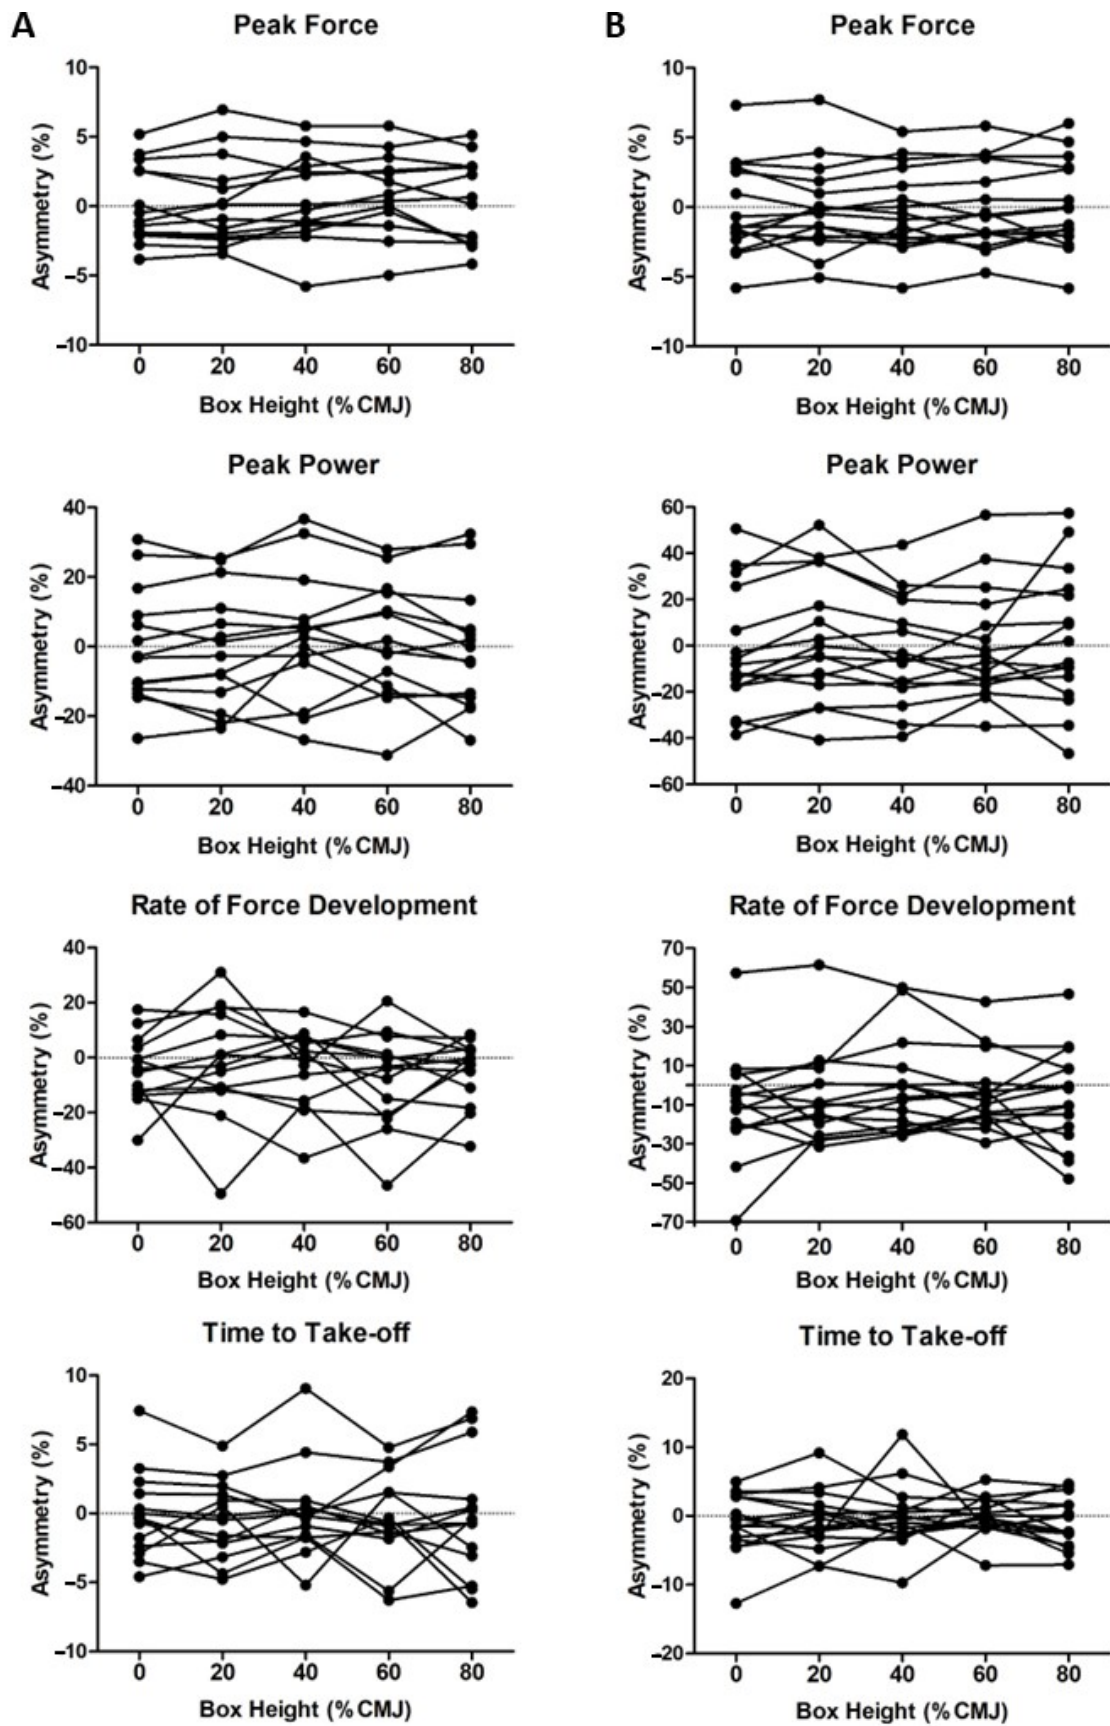 A
Peak Force
Asymmetry (%)
10
5
0
−5
−10
0 20 40 60 80
Box Height (%CMJ)
Peak Power
Asymmetry (%)
40
20
0
−20
−40
0 20 40 60 80
Box Height (%CMJ)
Rate of Force Development
Asymmetry (%)
40
20
0
−20
−40
−60
0 20 40 60 80
Box Height (%CMJ)
Time to Take-off
Asymmetry (%)
10
5
0
−5
−10
0 20 40 60 80
Box Height (%CMJ)
B
Peak Force
Asymmetry (%)
10
5
0
−5
−10
0 20 40 60 80
Box Height (%CMJ)
Peak Power
Asymmetry (%)
60
40
20
0
−20
−40
−60
0 20 40 60 80
Box Height (%CMJ)
Rate of Force Development
Asymmetry (%)
70
50
30
10
−10
−30
−50
−70
0 20 40 60 80
Box Height (%CMJ)
Time to Take-off
Asymmetry (%)
20
10
0
−10
−20
0 20 40 60 80
Box Height (%CMJ)